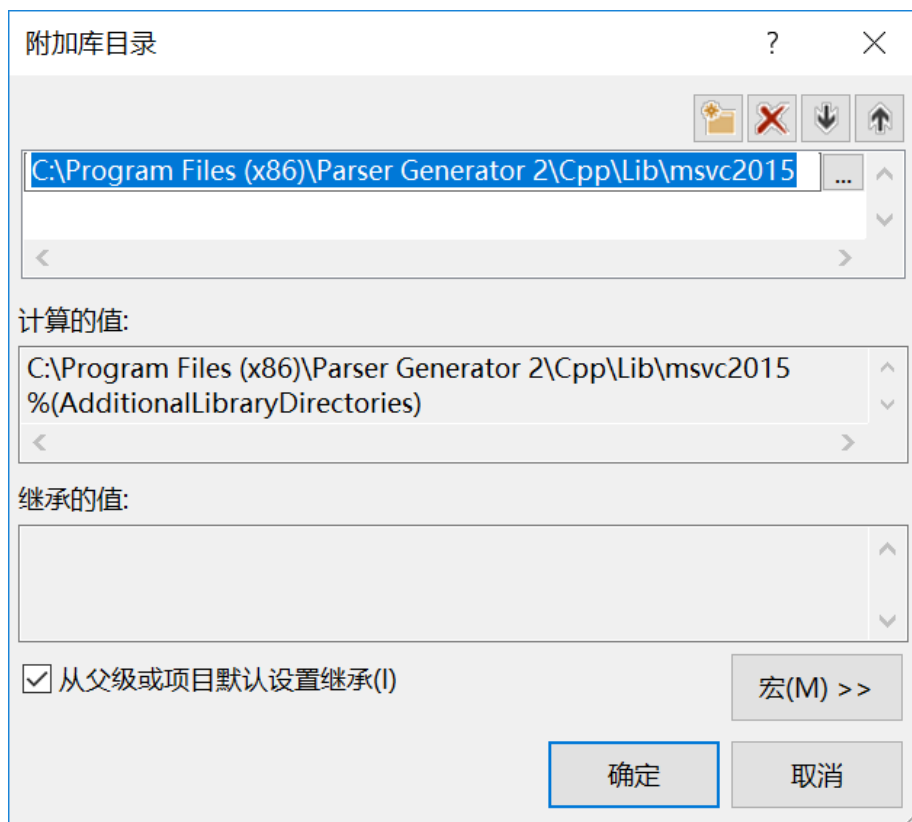 附加库目录
?
C:\Program Files (x86)\Parser Generator 2\Cpp\Lib\msvc2015
...
计算的值:
C:\Program Files (x86)\Parser Generator 2\Cpp\Lib\msvc2015
%(AdditionalLibraryDirectories)
继承的值:
从父级或项目默认设置继承(I)
宏(M) >>
确定
取消